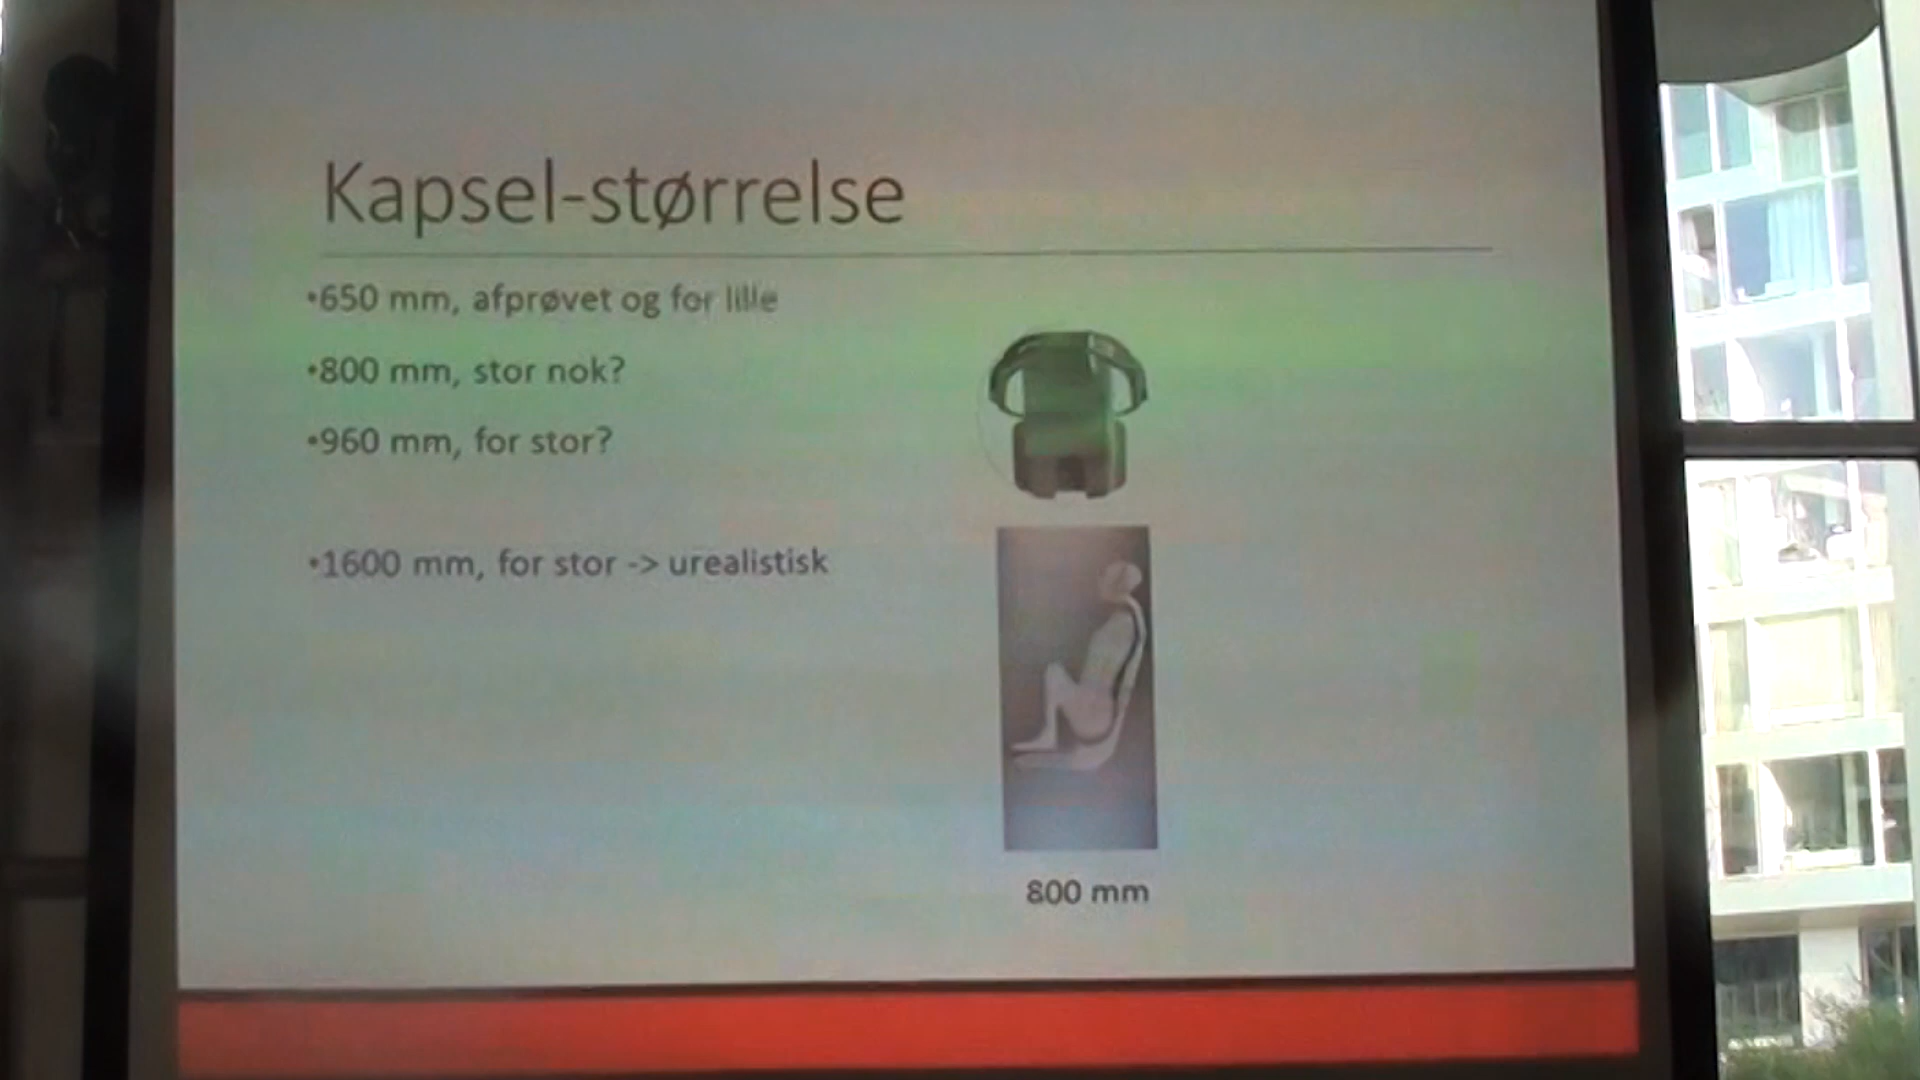 Kapsel-størrelse
•650 mm, afprøvet og for lille
•800 mm, stor nok?
•960 mm, for stor?
•1600 mm, for stor -> urealistisk
800 mm